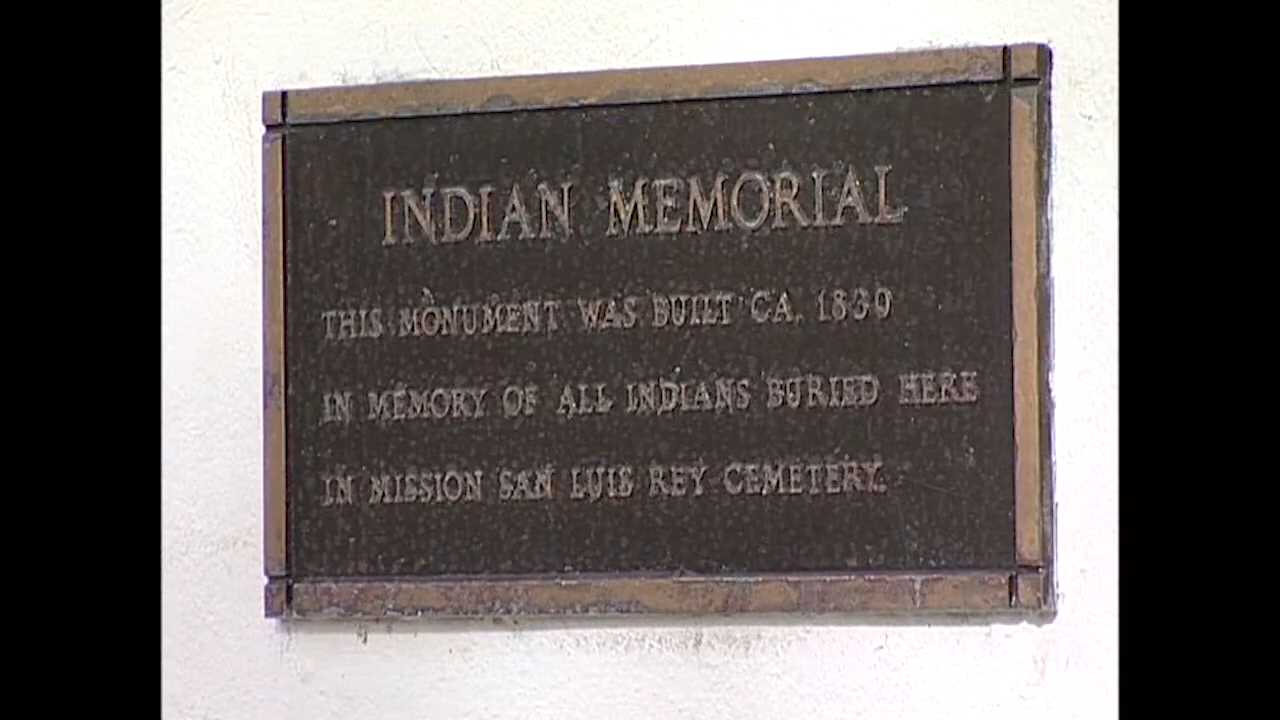 INDIAN MEMORIAL
THIS MONUMENT WAS BUILT CA. 1830
IN MEMORY OF ALL INDIANS BURIED HERE
IN MISSION SAN LUIS REY CEMETERY.